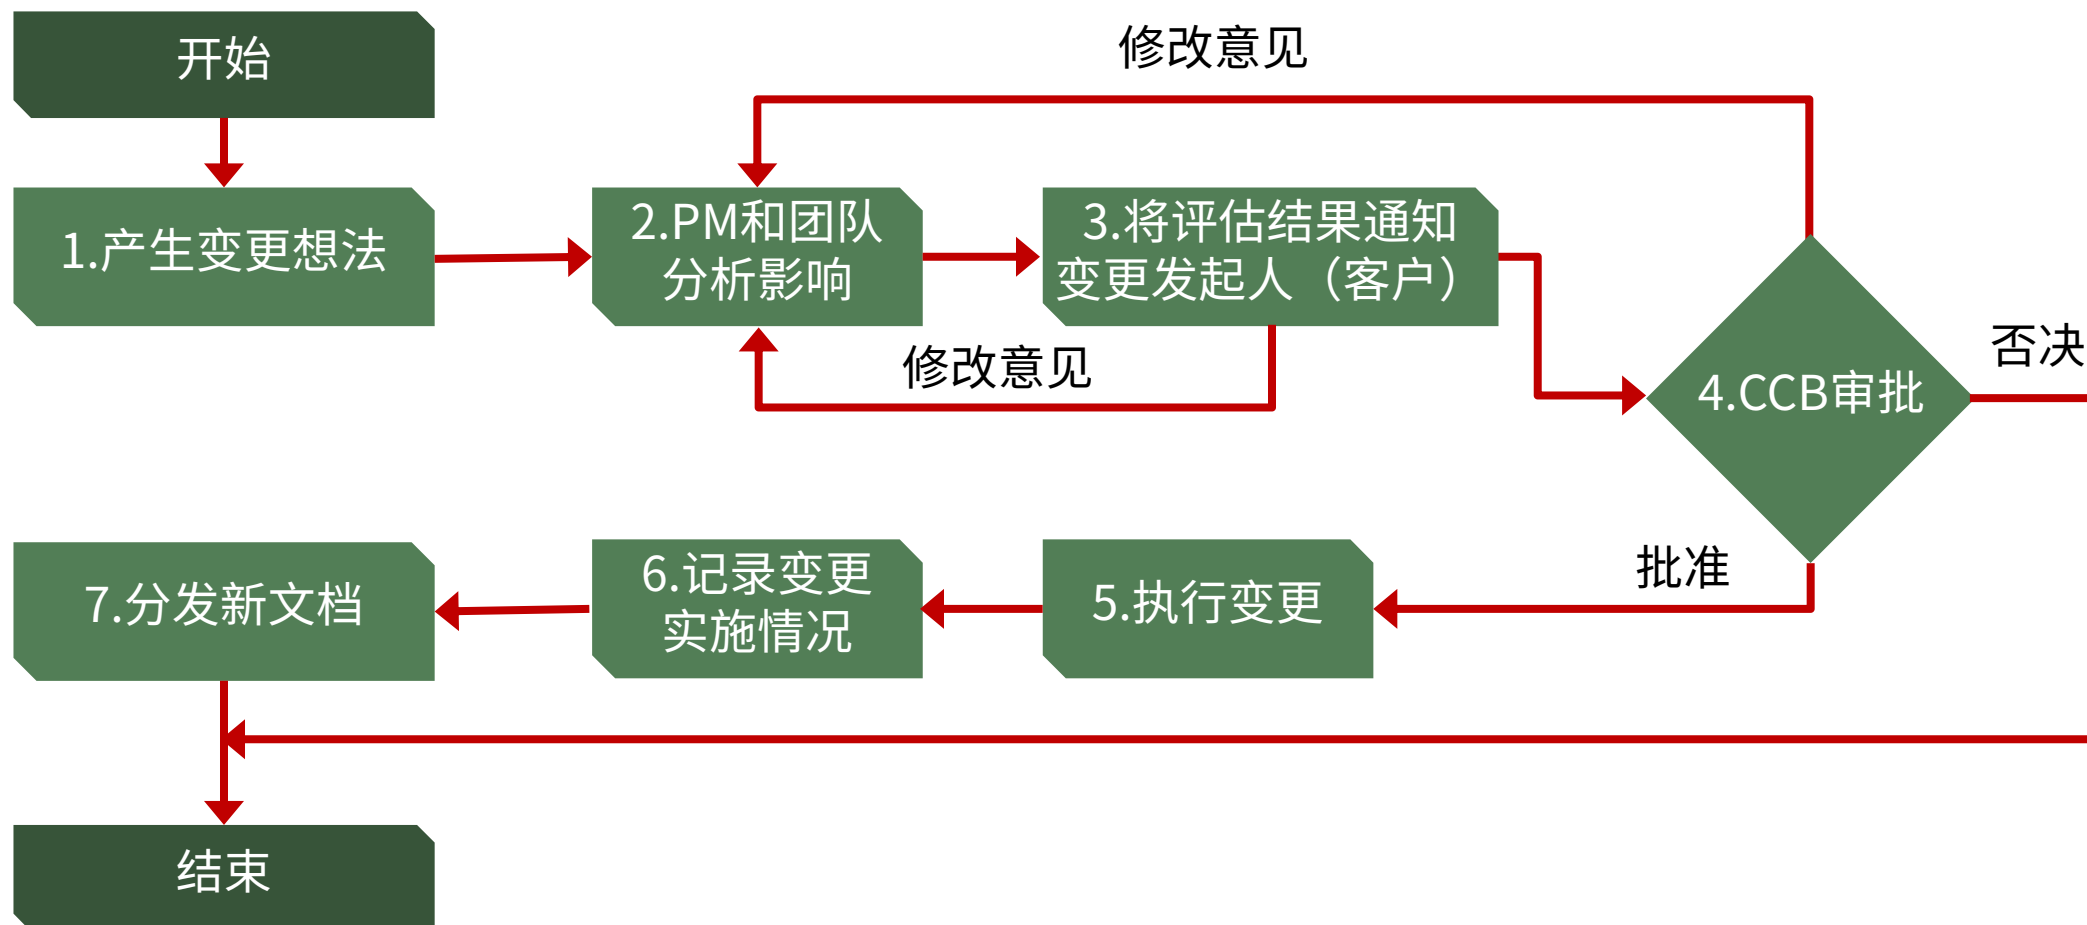 开始
修改意见
1.产生变更想法
2.PM和团队
分析影响
3.将评估结果通知
变更发起人（客户）
修改意见
4.CCB审批
否决
批准
7.分发新文档
6.记录变更
实施情况
5.执行变更
结束